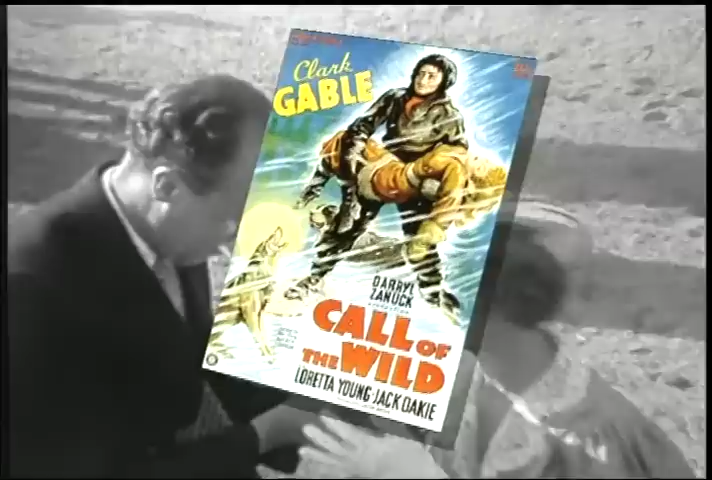 Clark
GABLE
DARRYL
ZANUCK
CALL OF
THE WILD
LORETTA YOUNG · JACK OAKIE